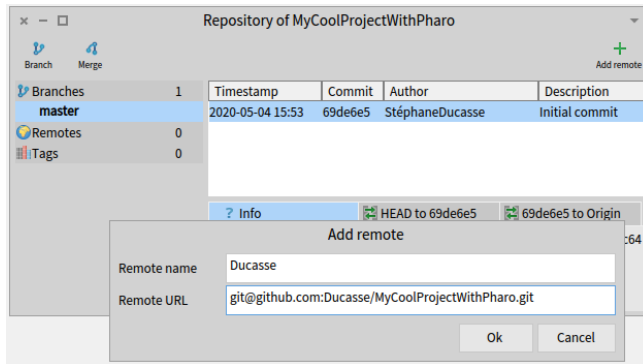 Repository of MyCoolProjectWithPharo
Branch Merge Add remote
Branches 1
master
Remotes 0
Tags 0
Timestamp Commit Author Description
2020-05-04 15:53 69de6e5 StéphaneDucasse Initial commit
? Info HEAD to 69de6e5 69de6e5 to Origin
c64
Add remote
Remote name Ducasse
Remote URL git@github.com:Ducasse/MyCoolProjectWithPharo.git
Ok Cancel